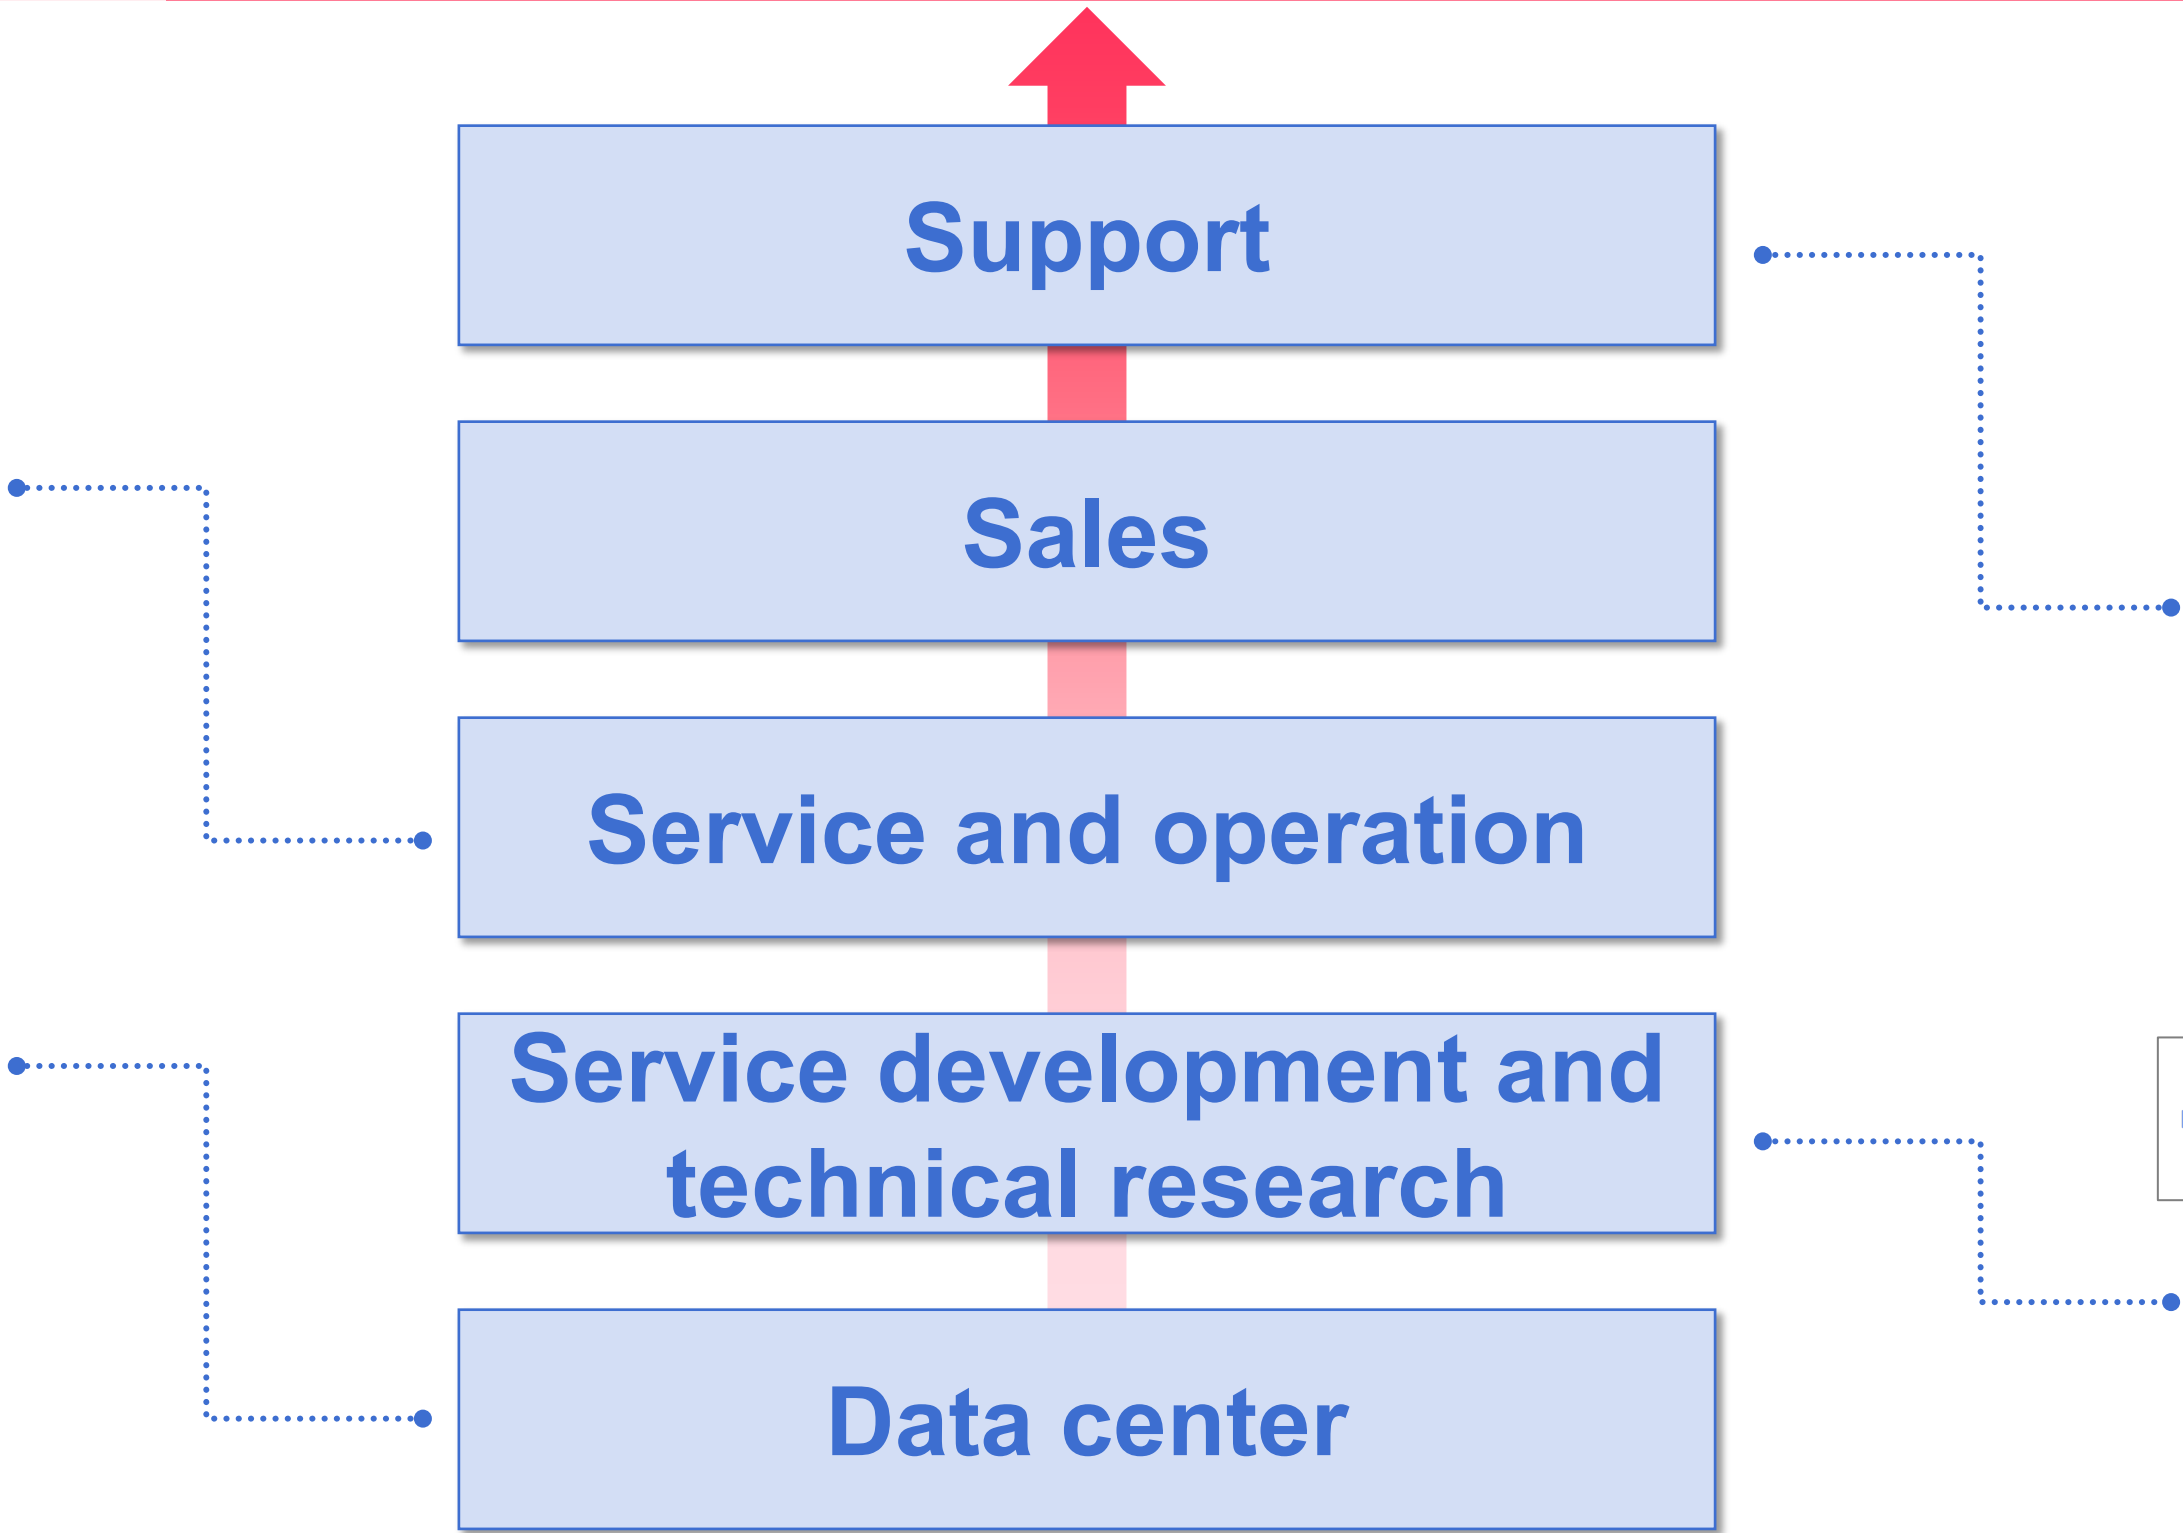 Support
Sales
Service and operation
Service development and
technical research
Data center